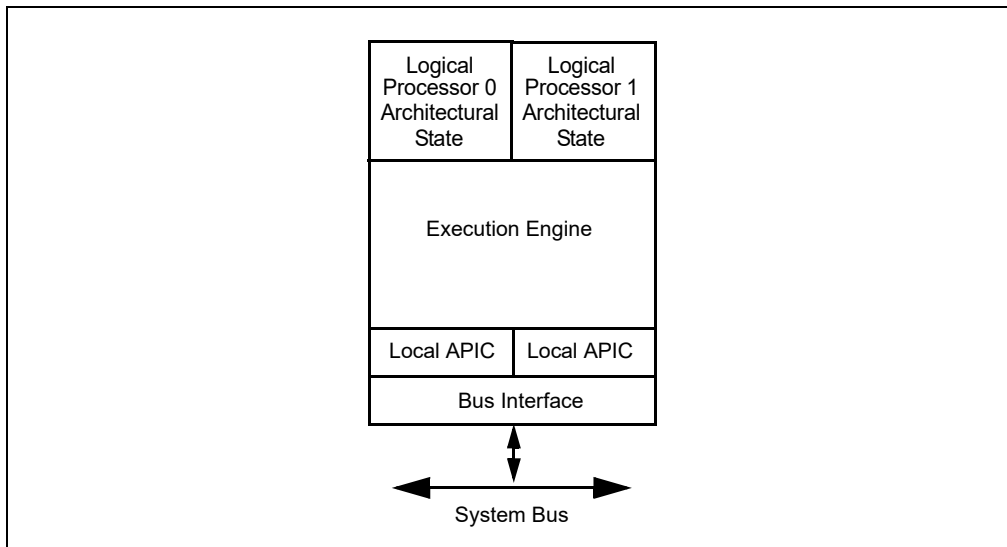 Logical
Processor 0
Architectural
State
Logical
Processor 1
Architectural
State
Execution Engine
Local APIC
Local APIC
Bus Interface
System Bus